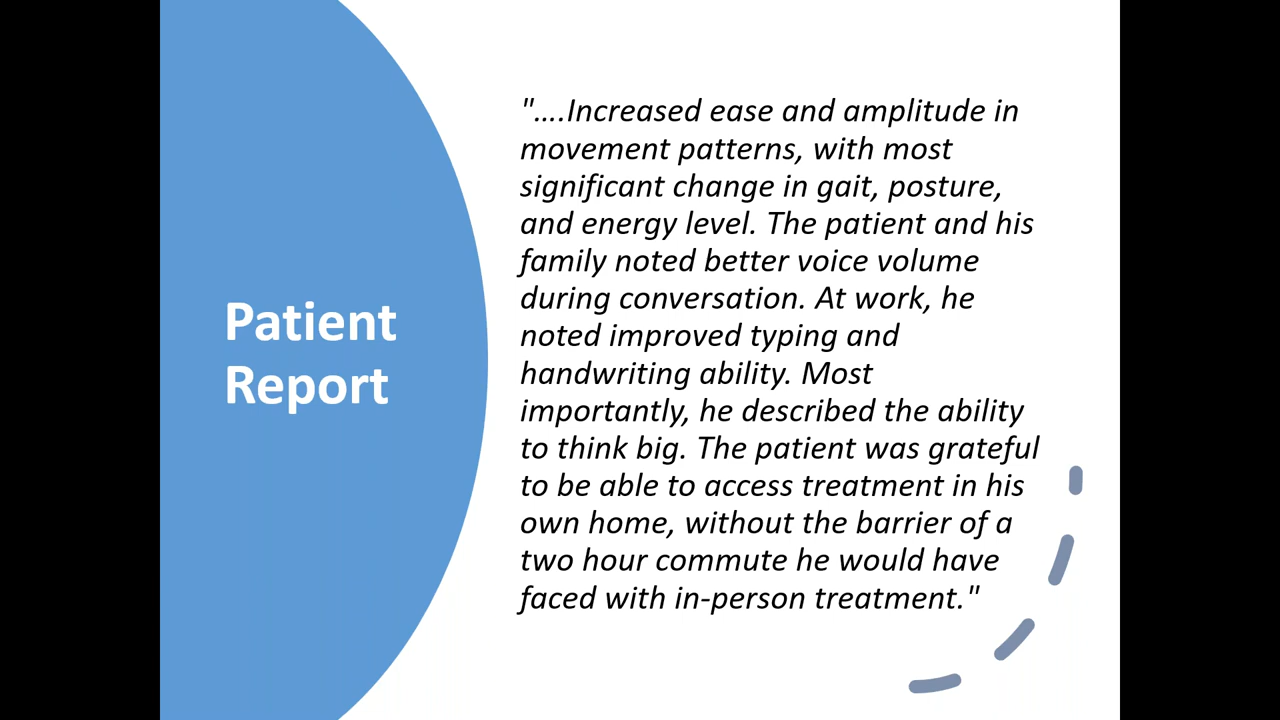 Patient
Report
"....Increased ease and amplitude in
movement patterns, with most
significant change in gait, posture,
and energy level. The patient and his
family noted better voice volume
during conversation. At work, he
noted improved typing and
handwriting ability. Most
importantly, he described the ability
to think big. The patient was grateful
to be able to access treatment in his
own home, without the barrier of a
two hour commute he would have
faced with in-person treatment."